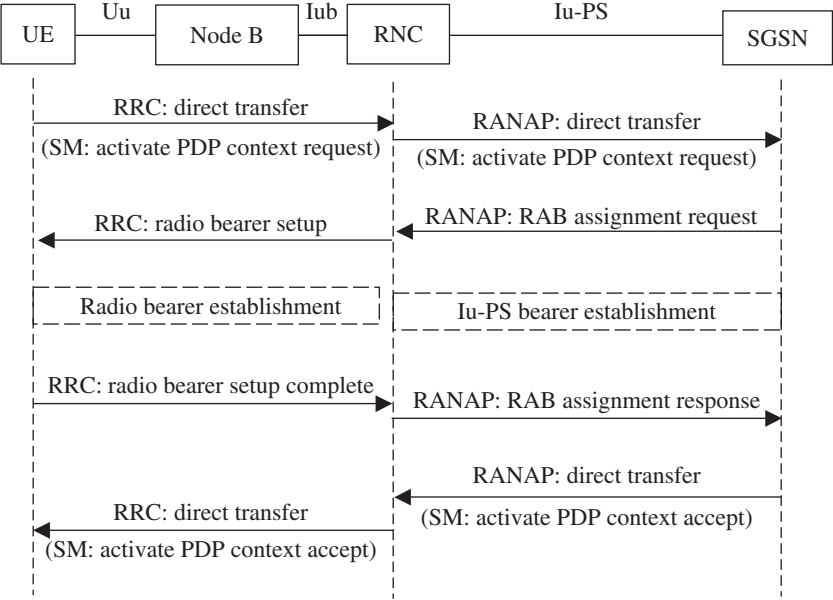 Uu Iub Iu-PS
UE Node B RNC SGSN
RRC: direct transfer
(SM: activate PDP context request)
RANAP: direct transfer
(SM: activate PDP context request)
RANAP: RAB assignment request
RRC: radio bearer setup
Radio bearer establishment
Iu-PS bearer establishment
RRC: radio bearer setup complete
RANAP: RAB assignment response
RANAP: direct transfer
(SM: activate PDP context accept)
RRC: direct transfer
(SM: activate PDP context accept)